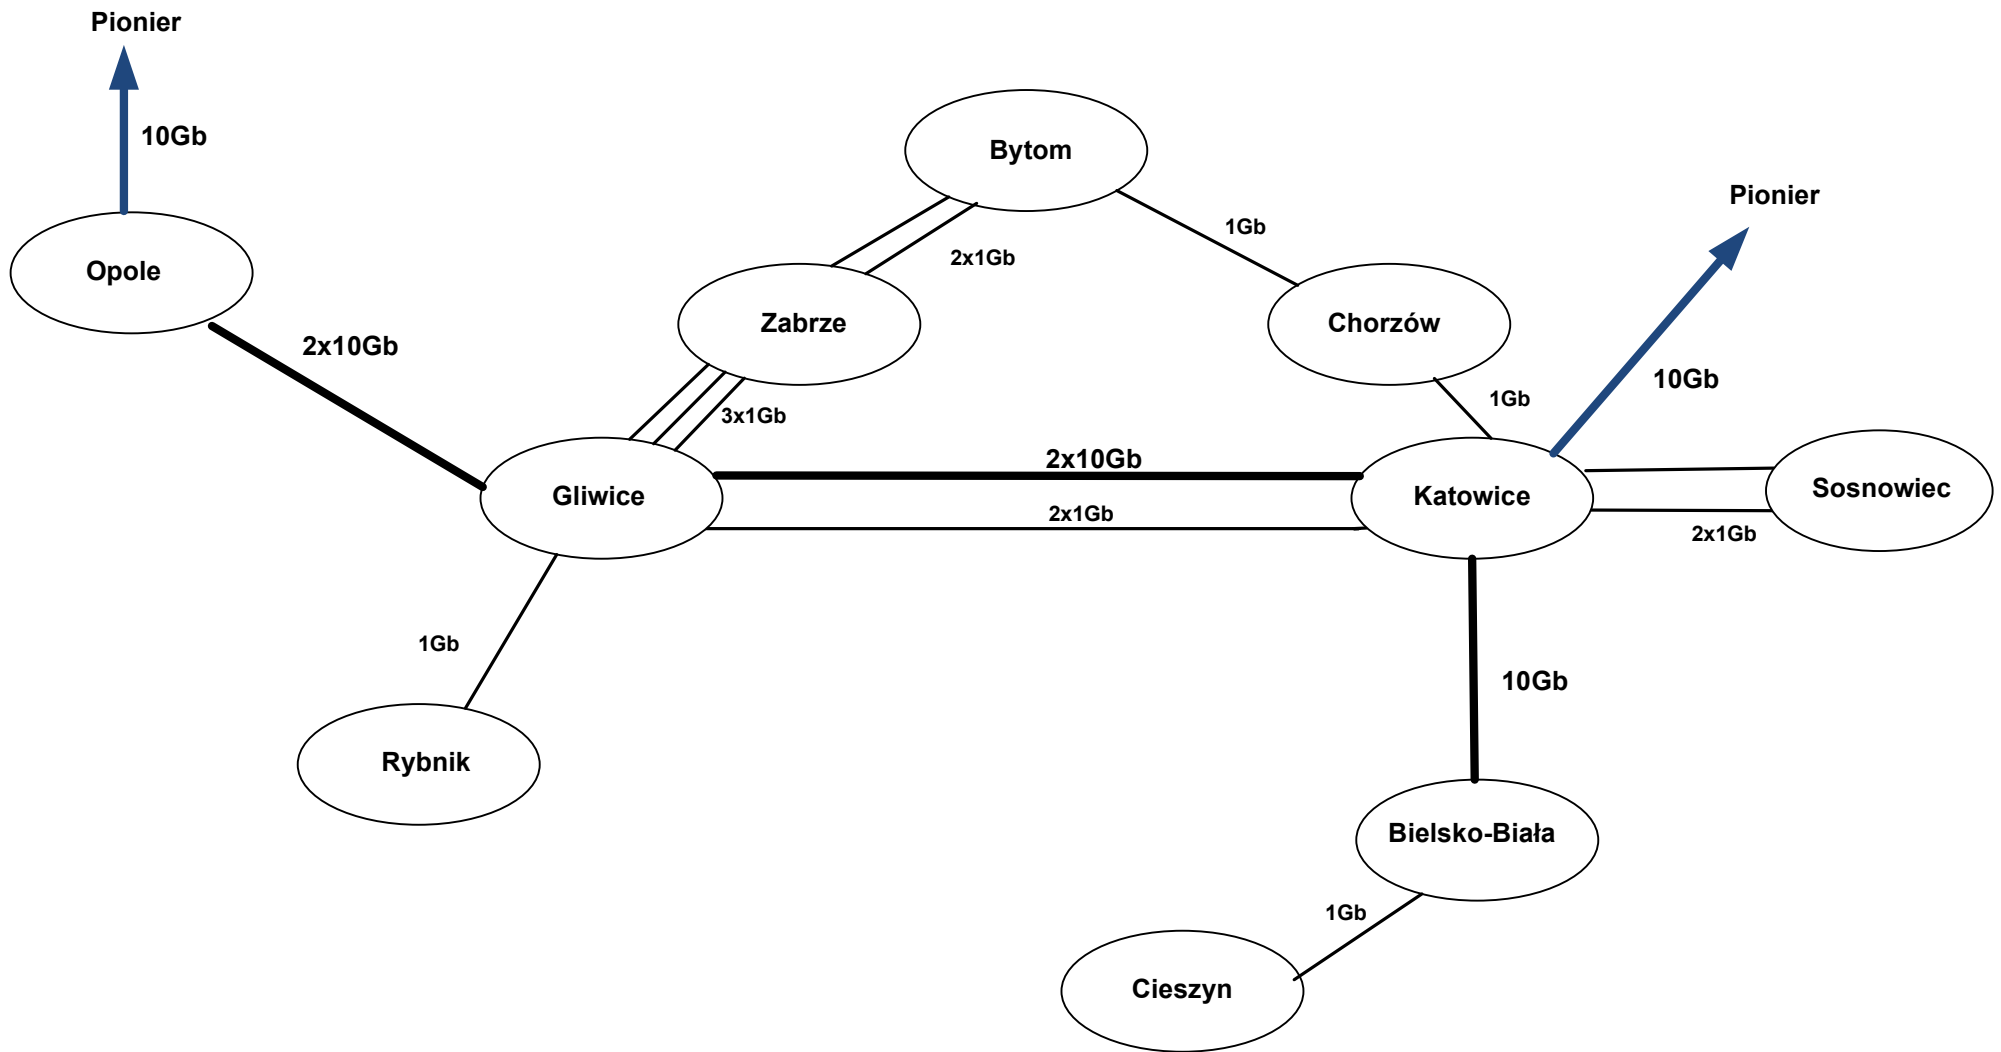 Pionier
10Gb
Bytom
Pionier
1Gb
2x1Gb
Opole
Zabrze
Chorzów
2x10Gb
10Gb
1Gb
3x1Gb
2x10Gb
Gliwice
Katowice
Sosnowiec
2x1Gb
2x1Gb
1Gb
10Gb
Rybnik
Bielsko-Biała
1Gb
Cieszyn